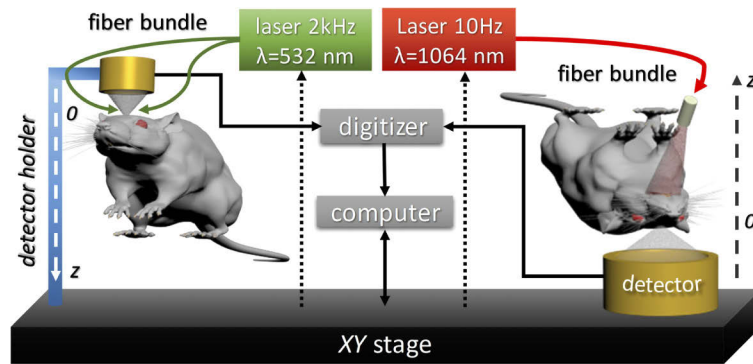 fiber bundle
laser 2kHz
λ=532 nm
Laser 10Hz
λ=1064 nm
fiber bundle
z
0
digitizer
detector holder
computer
0
z
detector
XY stage